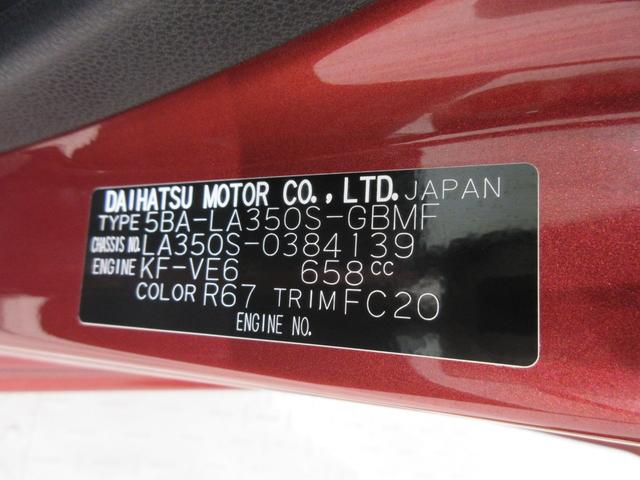 DAIHATSU MOTOR CO., LTD. JAPAN
TYPE 5BA-LA350S-GBMF
CHASSIS NO. LA350S-0384139
ENGINE KF-VE6 658cc
COLOR R67 TRIM FC20
ENGINE NO.